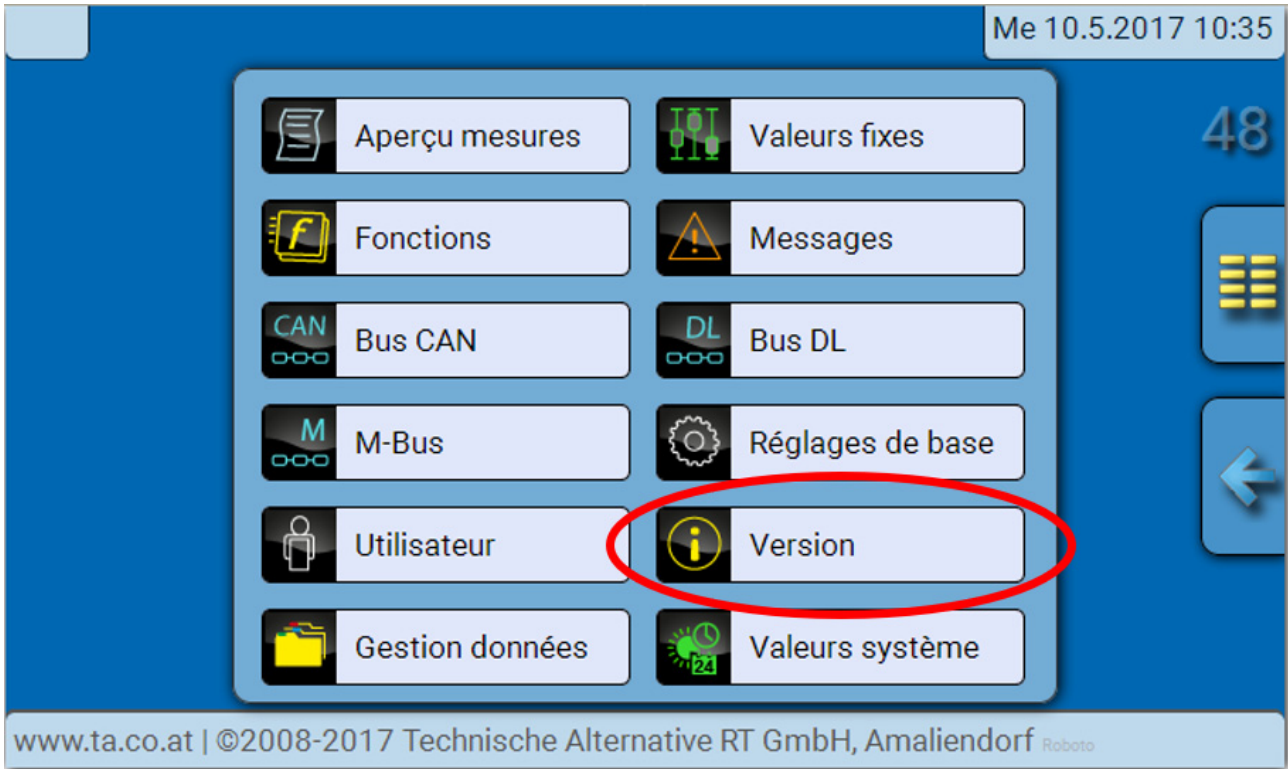 Me 10.5.2017 10:35
48
Aperçu mesures
Valeurs fixes
f
Fonctions
Messages
CAN
Bus CAN
DL
Bus DL
M
M-Bus
Réglages de base
Utilisateur
i
Version
Gestion données
24
Valeurs système
www.ta.co.at | ©2008-2017 Technische Alternative RT GmbH, Amaliendorf Roboto